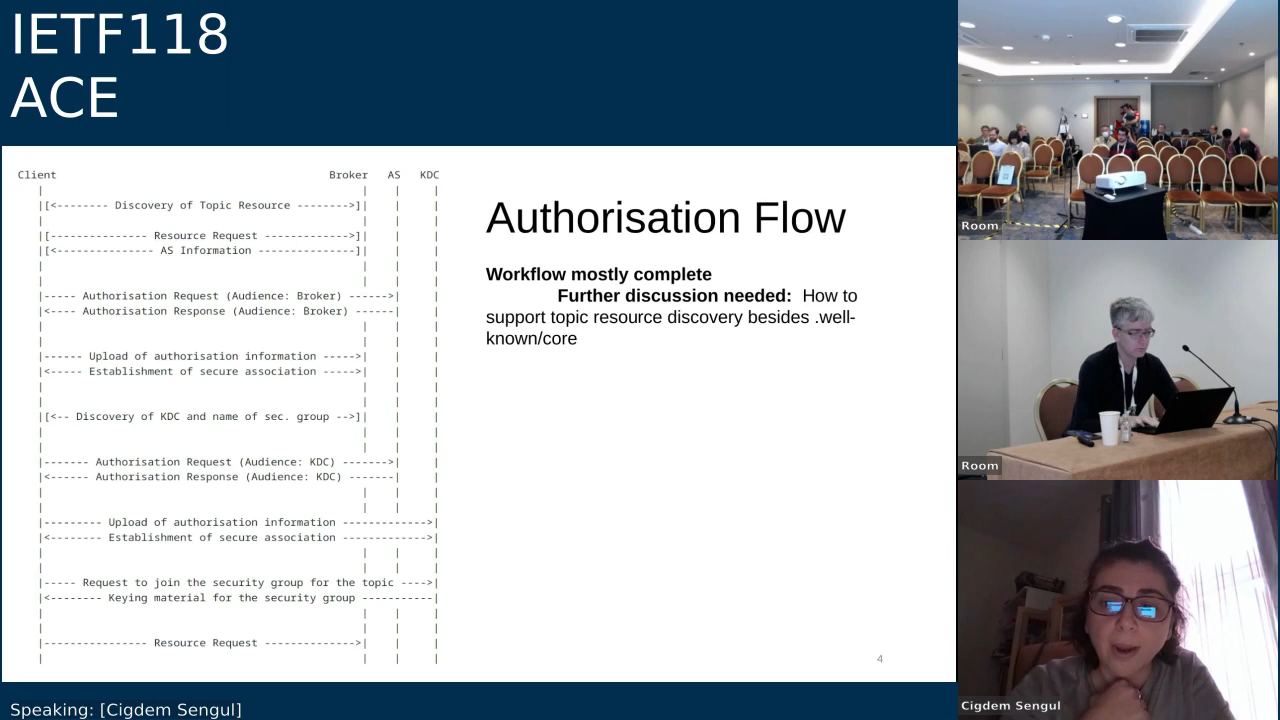 IETF118
ACE
Client Broker AS KDC
|[<-------- Discovery of Topic Resource -------->]| | |
|[-------------- Resource Request -------------->]| | |
|[<-------------- AS Information ---------------]| | |
|----- Authorisation Request (Audience: Broker) ------>| |
|<---- Authorisation Response (Audience: Broker) ------| |
|------ Upload of authorisation information ----->| | |
|<----- Establishment of secure association ----->| | |
|[<-- Discovery of KDC and name of sec. group -->]| | |
|------- Authorisation Request (Audience: KDC) ------->| |
|<------ Authorisation Response (Audience: KDC) -------| |
|--------- Upload of authorisation information ------------->|
|<-------- Establishment of secure association ------------->|
|----- Request to join the security group for the topic ---->|
|<-------- Keying material for the security group -----------|
|--------------- Resource Request -------------->| | |
Authorisation Flow
Workflow mostly complete
Further discussion needed: How to
support topic resource discovery besides .well-
known/core
4
Room
Room
Cigdem Sengul
Speaking: [Cigdem Sengul]